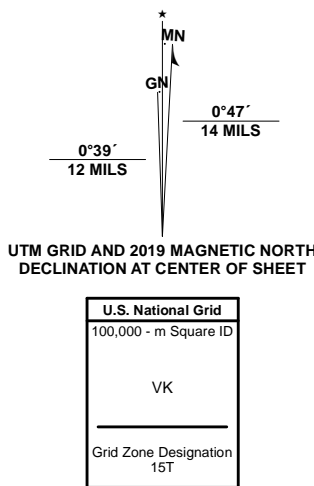 ★
MN
GN
0°47´
14 MILS
0°39´
12 MILS
UTM GRID AND 2019 MAGNETIC NORTH
DECLINATION AT CENTER OF SHEET
U.S. National Grid
100,000 - m Square ID
VK
Grid Zone Designation
15T